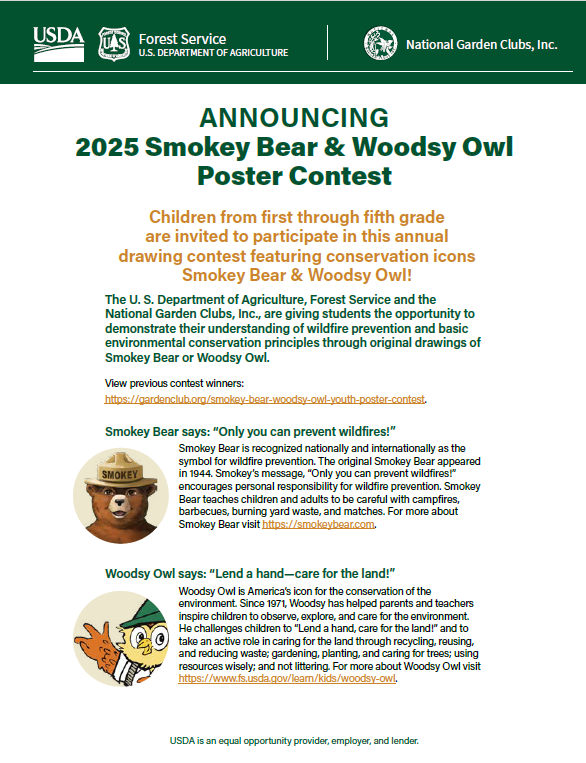 USDA
UAS
Forest Service
U.S. DEPARTMENT OF AGRICULTURE
National Garden Clubs, Inc.
ANNOUNCING
2025 Smokey Bear & Woodsy Owl
Poster Contest
Children from first through fifth grade
are invited to participate in this annual
drawing contest featuring conservation icons
Smokey Bear & Woodsy Owl!
The U. S. Department of Agriculture, Forest Service and the
National Garden Clubs, Inc., are giving students the opportunity to
demonstrate their understanding of wildfire prevention and basic
environmental conservation principles through original drawings of
Smokey Bear or Woodsy Owl.
View previous contest winners:
https://gardenclub.org/smokey-bear-woodsy-owl-youth-poster-contest.
Smokey Bear says: “Only you can prevent wildfires!”
Smokey Bear is recognized nationally and internationally as the
symbol for wildfire prevention. The original Smokey Bear appeared
in 1944. Smokey’s message, “Only you can prevent wildfires!”
encourages personal responsibility for wildfire prevention. Smokey
Bear teaches children and adults to be careful with campfires,
barbecues, burning yard waste, and matches. For more about
Smokey Bear visit https://smokeybear.com.
SMOKEY
Woodsy Owl says: “Lend a hand—care for the land!”
Woodsy Owl is America’s icon for the conservation of the
environment. Since 1971, Woodsy has helped parents and teachers
inspire children to observe, explore, and care for the environment.
He challenges children to “Lend a hand, care for the land!” and to
take an active role in caring for the land through recycling, reusing,
and reducing waste; gardening, planting, and caring for trees; using
resources wisely; and not littering. For more about Woodsy Owl visit
https://www.fs.usda.gov/learn/kids/woodsy-owl.
USDA is an equal opportunity provider, employer, and lender.